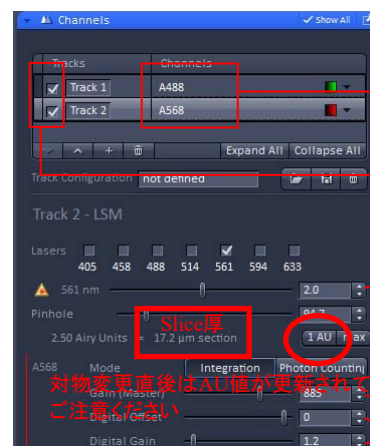 Channels Show All
Tracks Channels
Track 1 A488
Track 2 A568
Expand All Collapse All
Track Configuration not defined
Track 2 - LSM
Lasers
405 458 488 514 561 594 633
561 nm 2.0
Pinhole
Slice厚
2.50 Airy Units = 17.2 µm section 1 AU max
A568 Mode Integration Photon Counting
対物変更直後はAU値が更新されて
Gain (Master) 885
ご注意ください
Digital Offset 0
Digital Gain 1.2